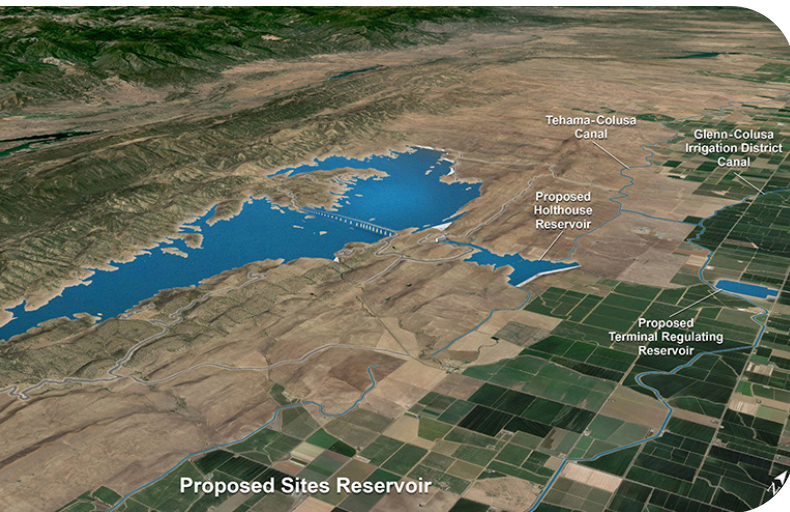 Tehama-Colusa
Canal
Glenn-Colusa
Irrigation District
Canal
Proposed
Holthouse
Reservoir
Proposed
Terminal Regulating
Reservoir
Proposed Sites Reservoir
N